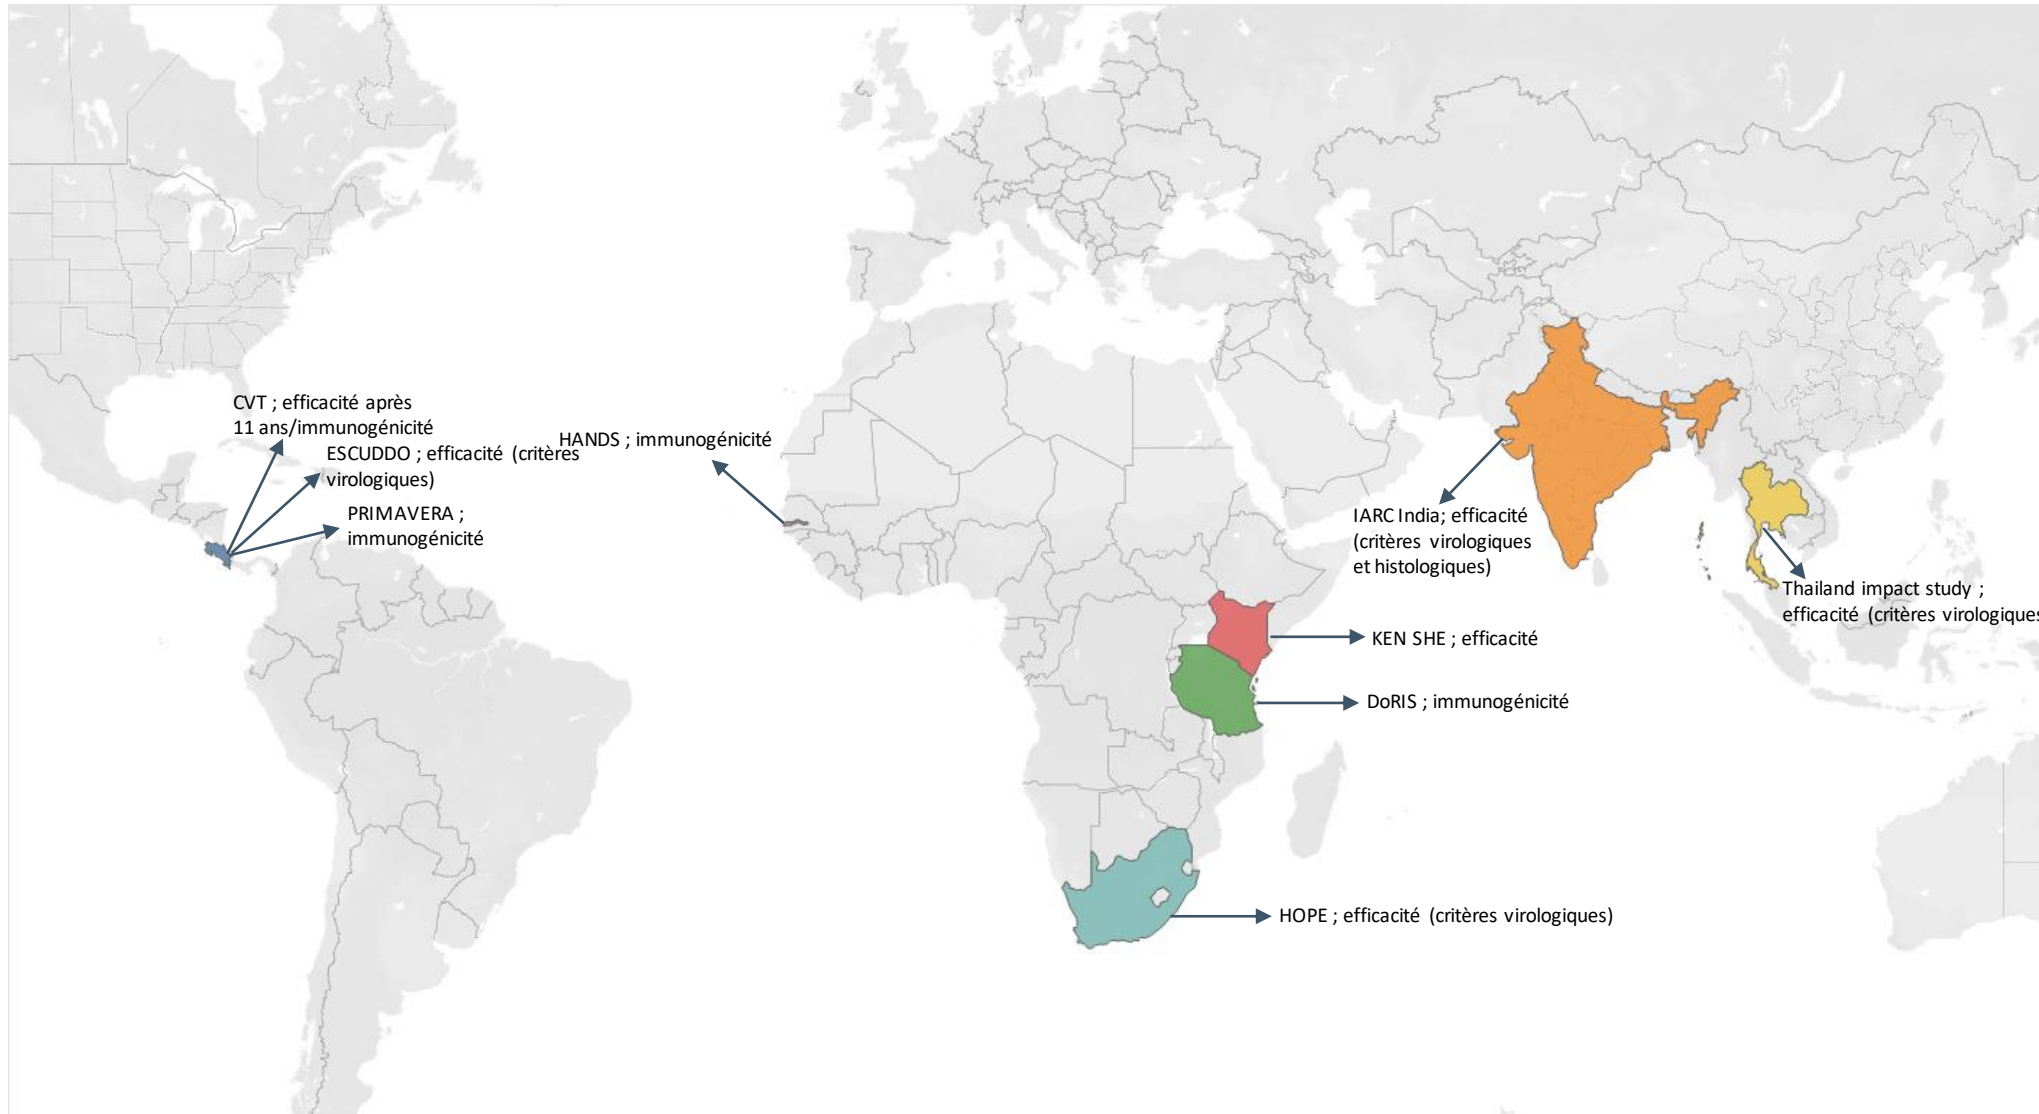 CVT ; efficacité après
11 ans/immunogénicité
ESCUDDO ; efficacité (critères
virologiques)
PRIMAVERA ;
immunogénicité
HANDS ; immunogénicité
IARC India; efficacité
(critères virologiques
et histologiques)
Thailand impact study ;
efficacité (critères virologiques
KEN SHE ; efficacité
DoRIS ; immunogénicité
HOPE ; efficacité (critères virologiques)